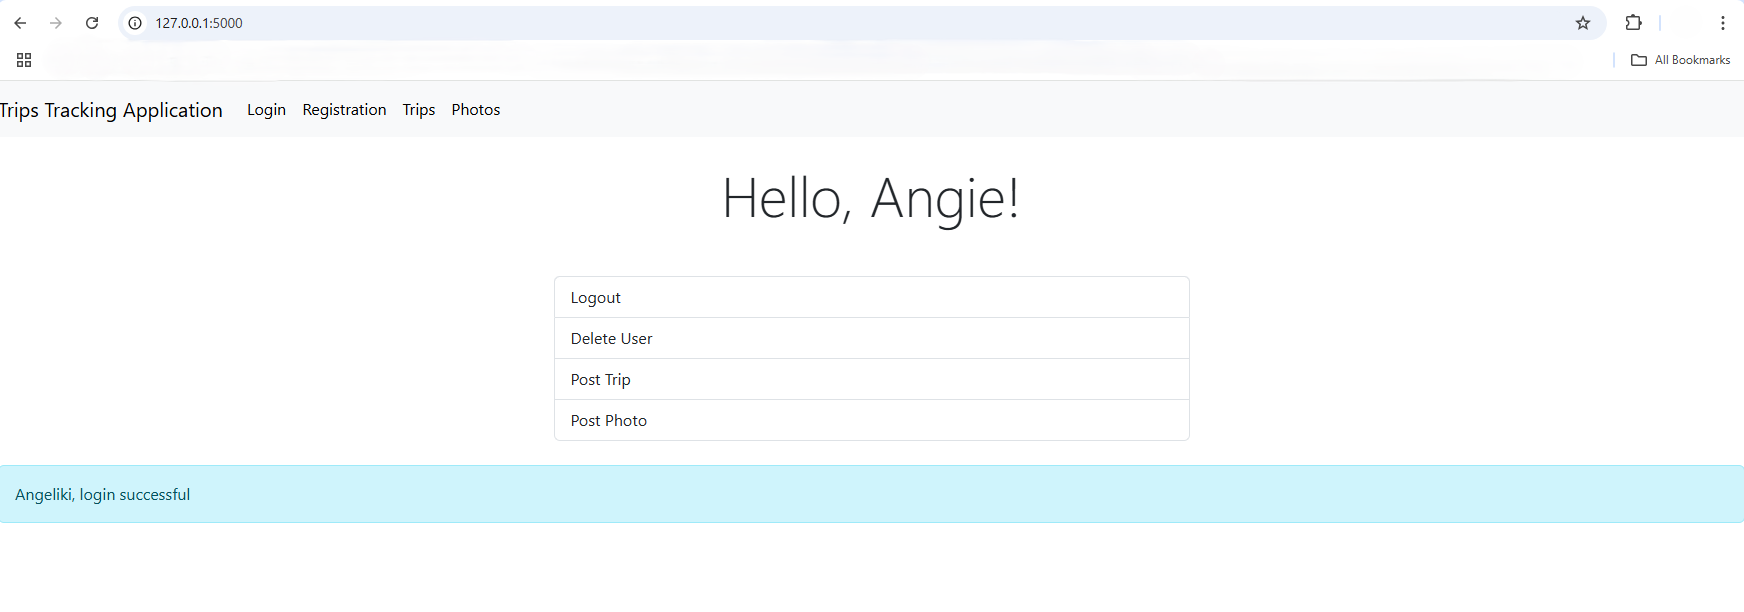 127.0.0.1:5000
All Bookmarks
Trips Tracking Application Login Registration Trips Photos
Hello, Angie!
Logout
Delete User
Post Trip
Post Photo
Angeliki, login successful